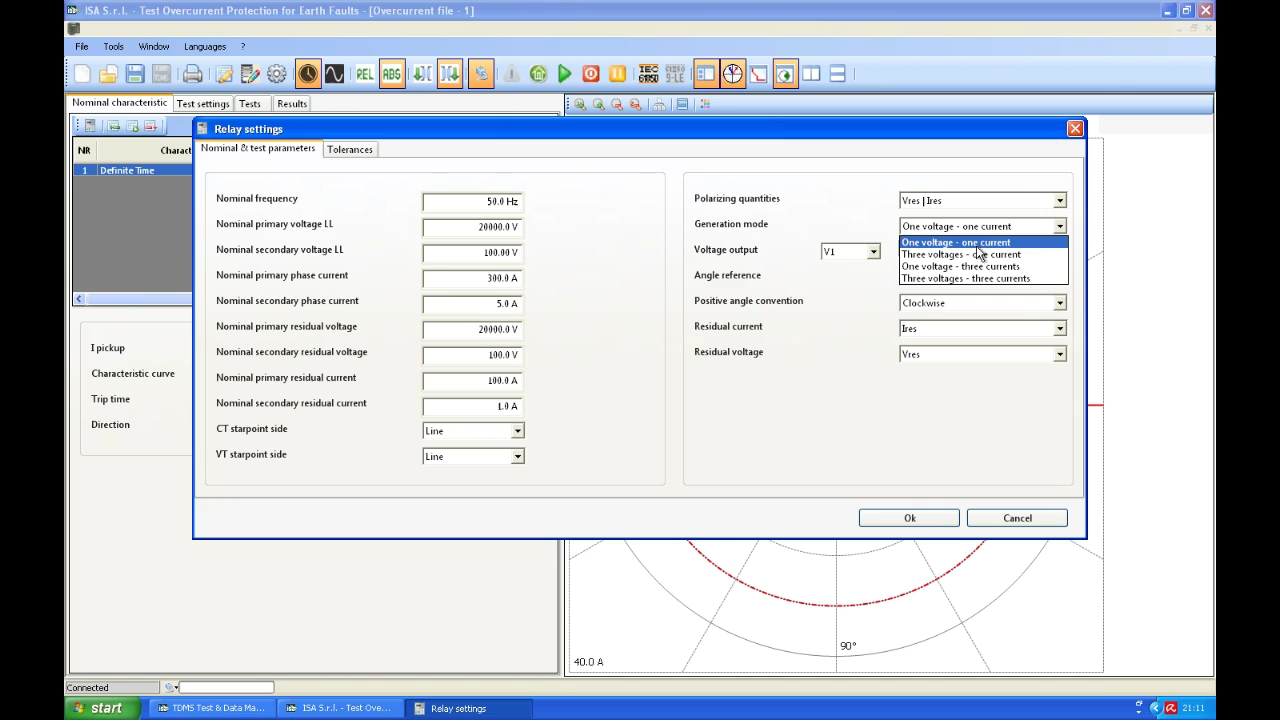 ISA S.r.l. - Test Overcurrent Protection for Earth Faults - [Overcurrent file - 1]
File Tools Window Languages ?
REL ABS
Nominal characteristic Test settings Tests Results
NR Charact
1 Definite Time
Relay settings
Nominal & test parameters Tolerances
Nominal frequency 50.0 Hz
Nominal primary voltage LL 20000.0 V
Nominal secondary voltage LL 100.00 V
Nominal primary phase current 300.0 A
Nominal secondary phase current 5.0 A
Nominal primary residual voltage 20000.0 V
Nominal secondary residual voltage 100.0 V
Nominal primary residual current 100.0 A
Nominal secondary residual current 1.0 A
CT starpoint side Line
VT starpoint side Line
Polarizing quantities Vres | Ires
Generation mode One voltage - one current
One voltage - one current
Three voltages - one current
One voltage - three currents
Three voltages - three currents
Voltage output V1
Angle reference
Positive angle convention Clockwise
Residual current Ires
Residual voltage Vres
Ok Cancel
I pickup
Characteristic curve
Trip time
Direction
90°
40.0 A
Connected
start TDMS Test & Data Ma... ISA S.r.l. - Test Ove... Relay settings 21:11